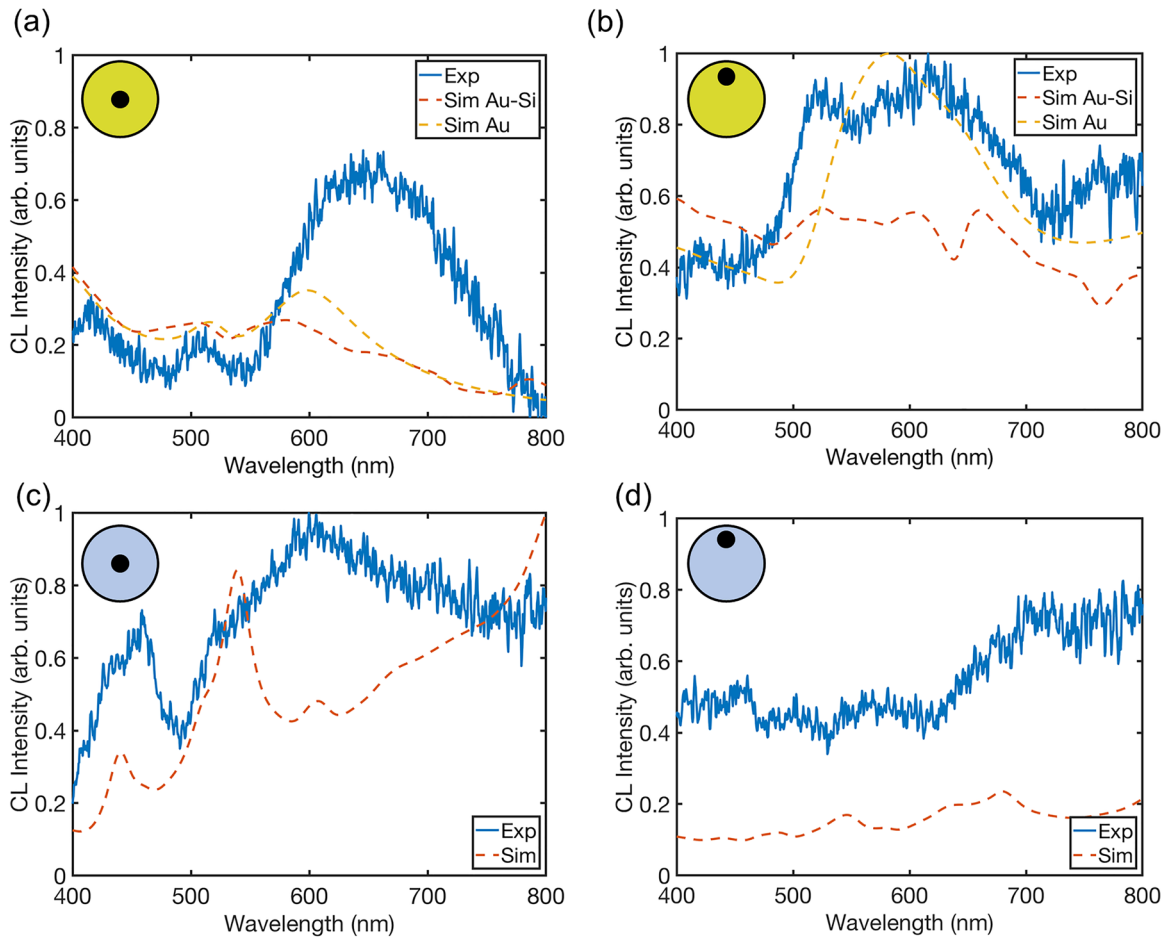 (a)
CL Intensity (arb. units)
1
0.8
0.6
0.4
0.2
0
400 500 600 700 800
Wavelength (nm)
Exp
Sim Au-Si
Sim Au
(b)
CL Intensity (arb. units)
1
0.8
0.6
0.4
0.2
0
400 500 600 700 800
Wavelength (nm)
Exp
Sim Au-Si
Sim Au
(c)
CL Intensity (arb. units)
1
0.8
0.6
0.4
0.2
0
400 500 600 700 800
Wavelength (nm)
Exp
Sim
(d)
CL Intensity (arb. units)
1
0.8
0.6
0.4
0.2
0
400 500 600 700 800
Wavelength (nm)
Exp
Sim